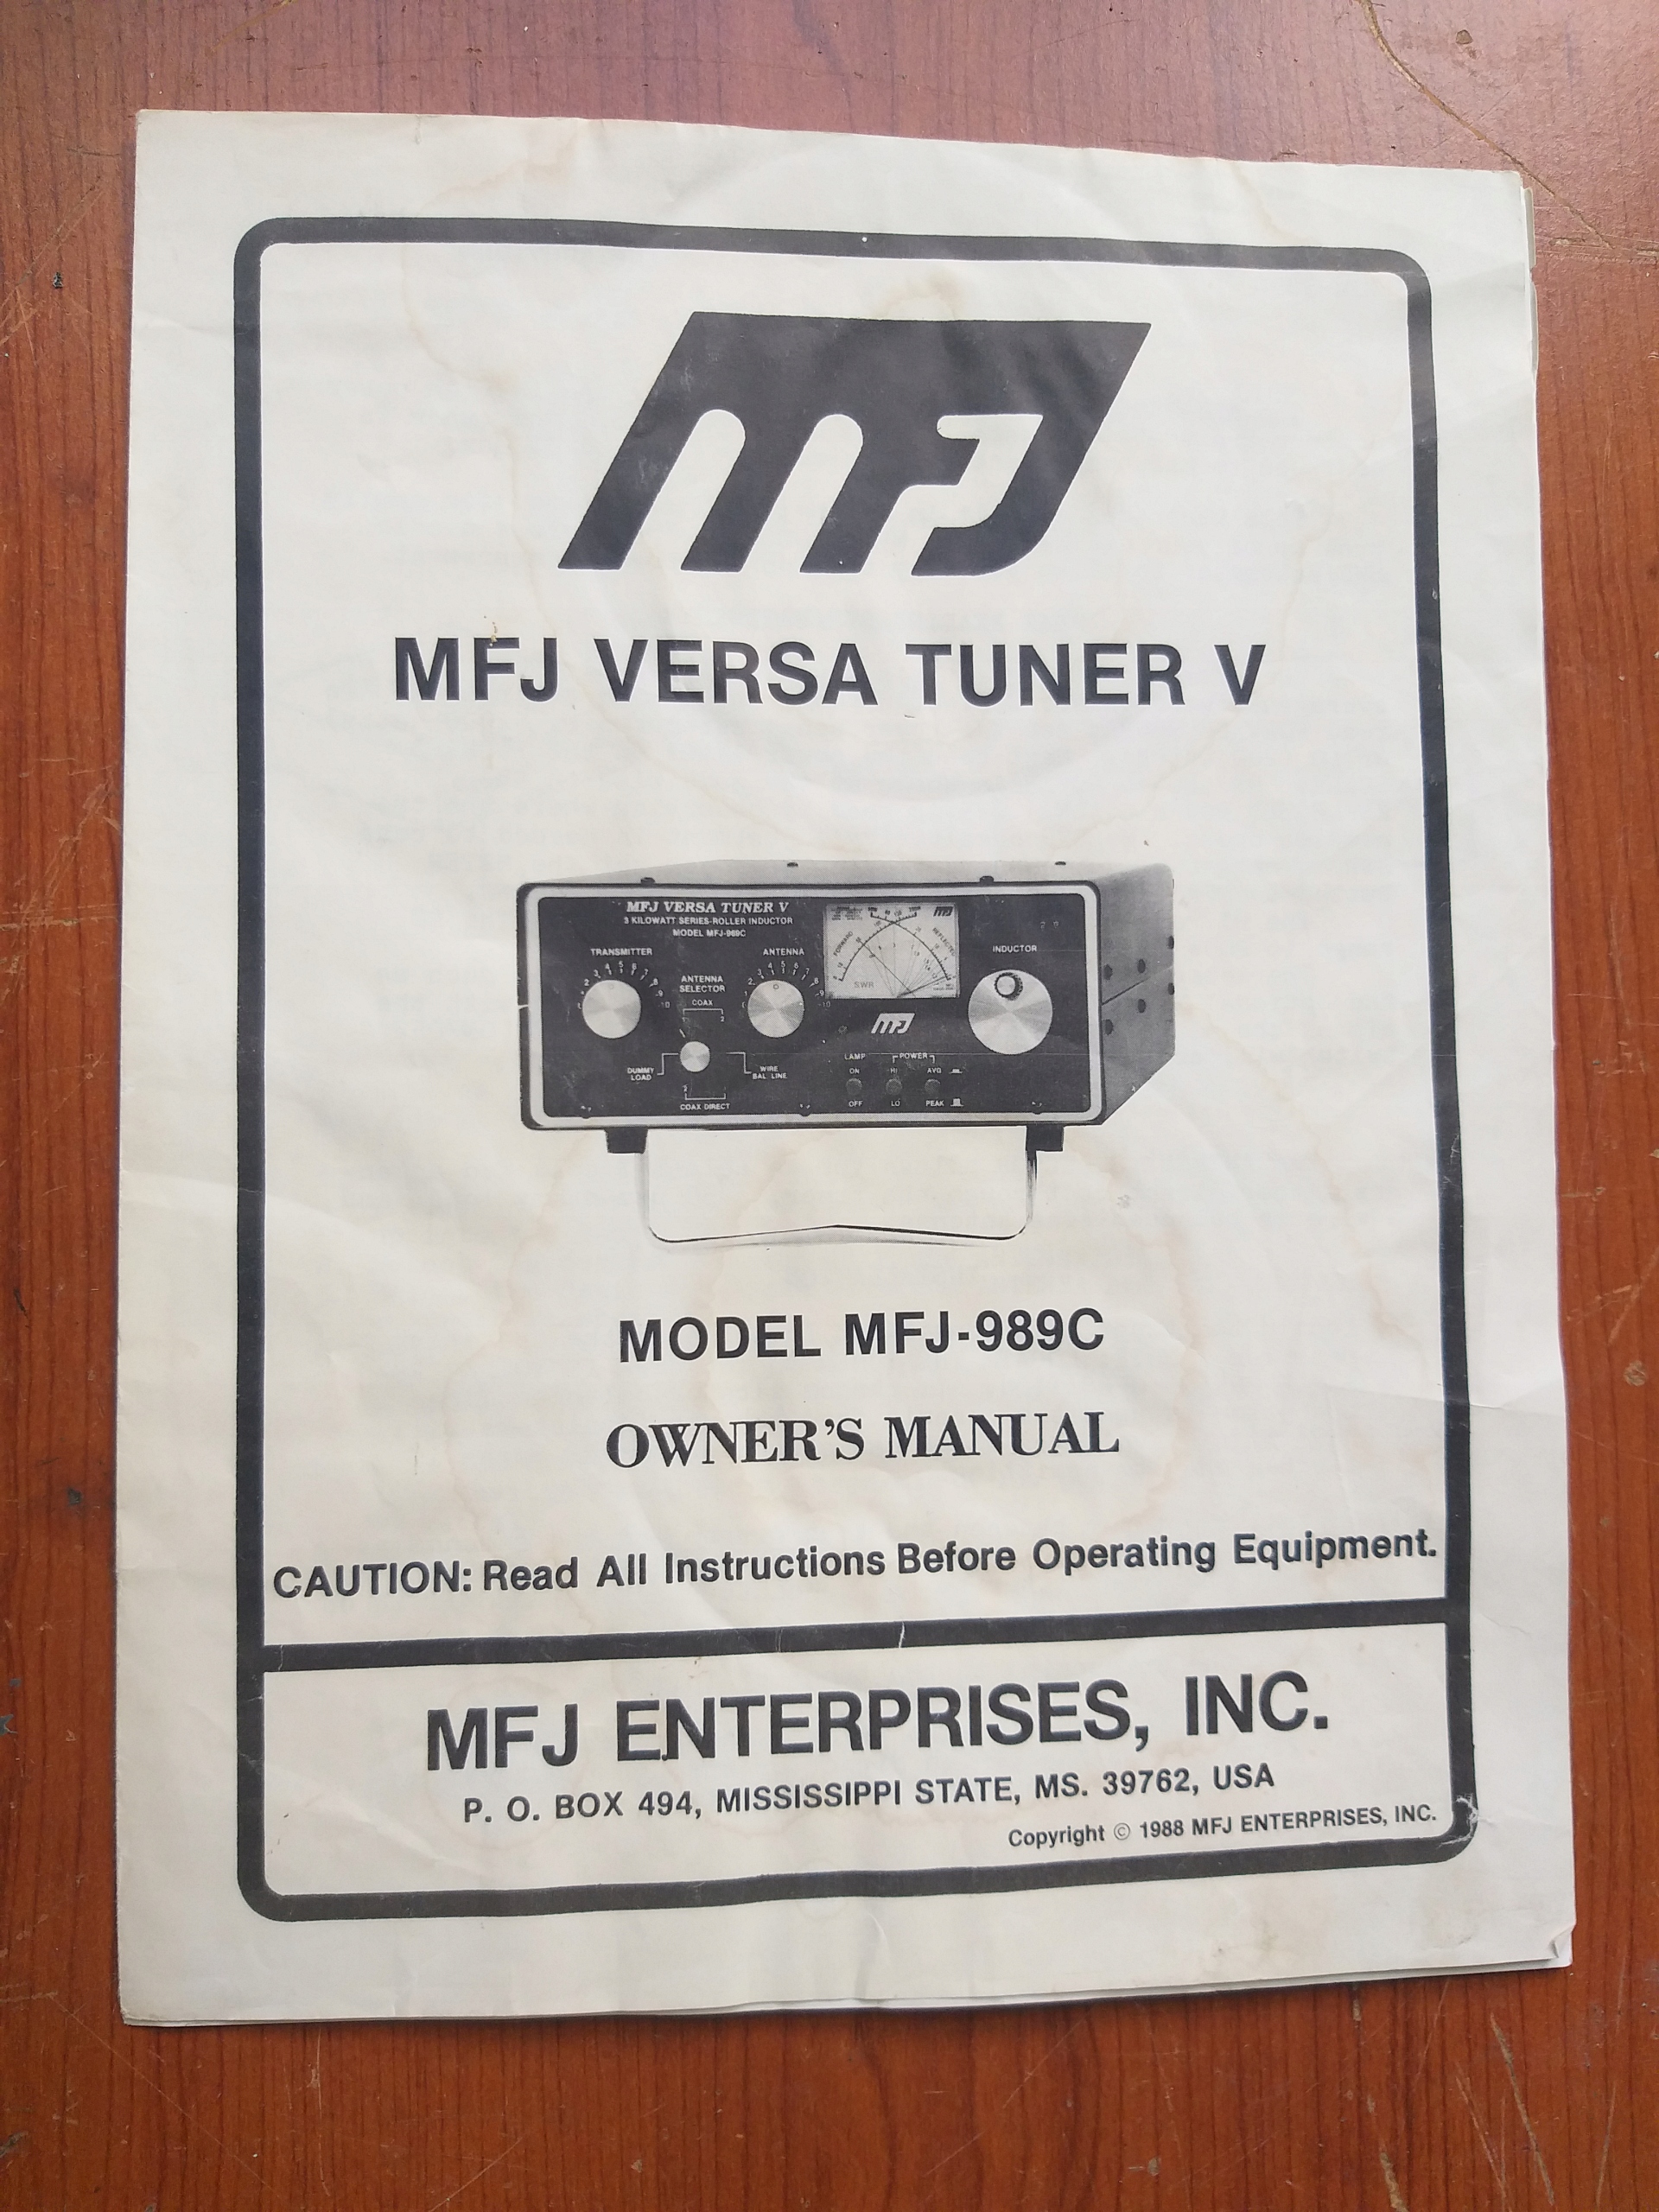 MFJ
MFJ VERSA TUNER V
MFJ VERSA TUNER V
3 KILOWATT SERIES-ROLLER INDUCTOR
MODEL MFJ-989C
TRANSMITTER
ANTENNA
INDUCTOR
ANTENNA
SELECTOR
COAX
FORWARD
REFLECTED
SWR
MFJ
DUMMY
LOAD
WIRE
BAL. LINE
COAX DIRECT
LAMP
POWER
ON HI AVG
OFF LO PEAK
MODEL MFJ-989C
OWNER'S MANUAL
CAUTION: Read All Instructions Before Operating Equipment.
MFJ ENTERPRISES, INC.
P. O. BOX 494, MISSISSIPPI STATE, MS. 39762, USA
Copyright © 1988 MFJ ENTERPRISES, INC.